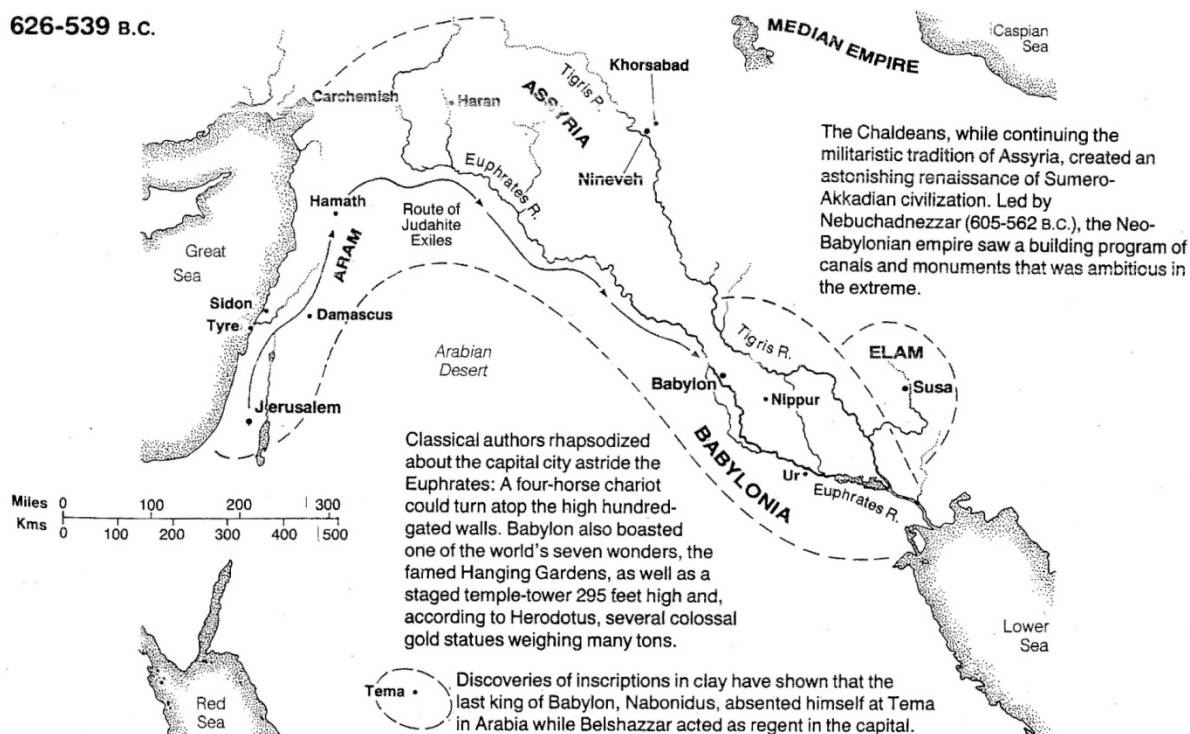 626-539 B.C.
MEDIAN EMPIRE
Caspian
Sea
Khorsabad
Tigris R.
Carchemish
Haran
ASSYRIA
Nineveh
Euphrates R.
The Chaldeans, while continuing the
militaristic tradition of Assyria, created an
astonishing renaissance of Sumero-
Akkadian civilization. Led by
Nebuchadnezzar (605-562 B.C.), the Neo-
Babylonian empire saw a building program of
canals and monuments that was ambitious in
the extreme.
Hamath
Route of
Judahite
Exiles
Great
Sea
ARAM
Sidon
Tyre
Damascus
Arabian
Desert
Tigris R.
ELAM
Susa
Babylon
Nippur
Jerusalem
BABYLONIA
Ur
Euphrates R.
Classical authors rhapsodized
about the capital city astride the
Euphrates: A four-horse chariot
could turn atop the high hundred-
gated walls. Babylon also boasted
one of the world's seven wonders, the
famed Hanging Gardens, as well as a
staged temple-tower 295 feet high and,
according to Herodotus, several colossal
gold statues weighing many tons.
Miles 0 100 200 300
Kms 0 100 200 300 400 500
Lower
Sea
Red
Sea
Tema
Discoveries of inscriptions in clay have shown that the
last king of Babylon, Nabonidus, absented himself at Tema
in Arabia while Belshazzar acted as regent in the capital.